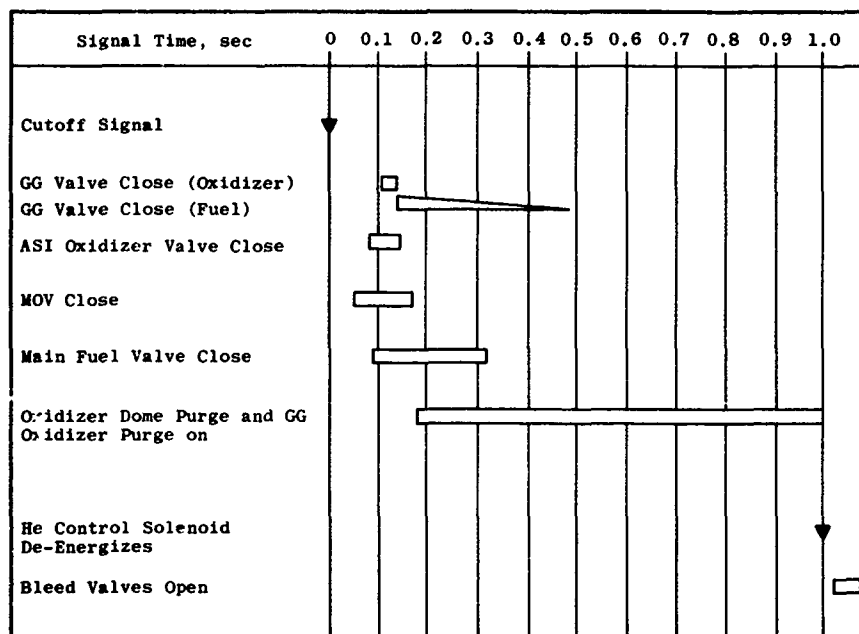 Signal Time, sec 0 0.1 0.2 0.3 0.4 0.5 0.6 0.7 0.8 0.9 1.0
Cutoff Signal
GG Valve Close (Oxidizer)
GG Valve Close (Fuel)
ASI Oxidizer Valve Close
MOV Close
Main Fuel Valve Close
Oxidizer Dome Purge and GG
Oxidizer Purge on
He Control Solenoid
De-Energizes
Bleed Valves Open